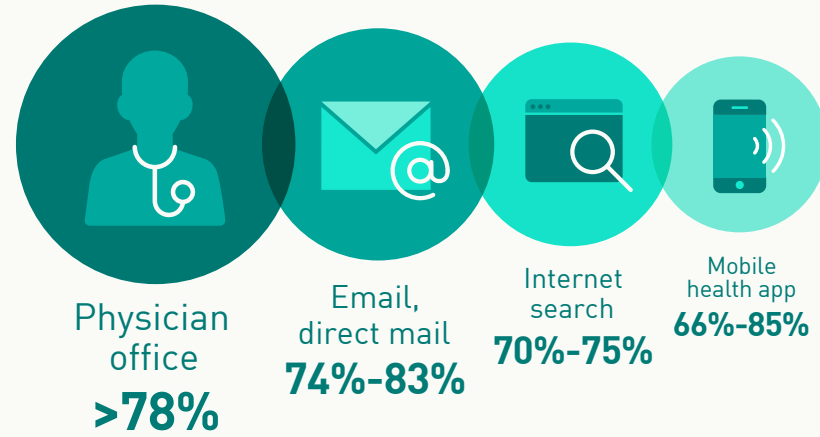 Physician
office
>78%
Email,
direct mail
74%-83%
Internet
search
70%-75%
Mobile
health app
66%-85%
@